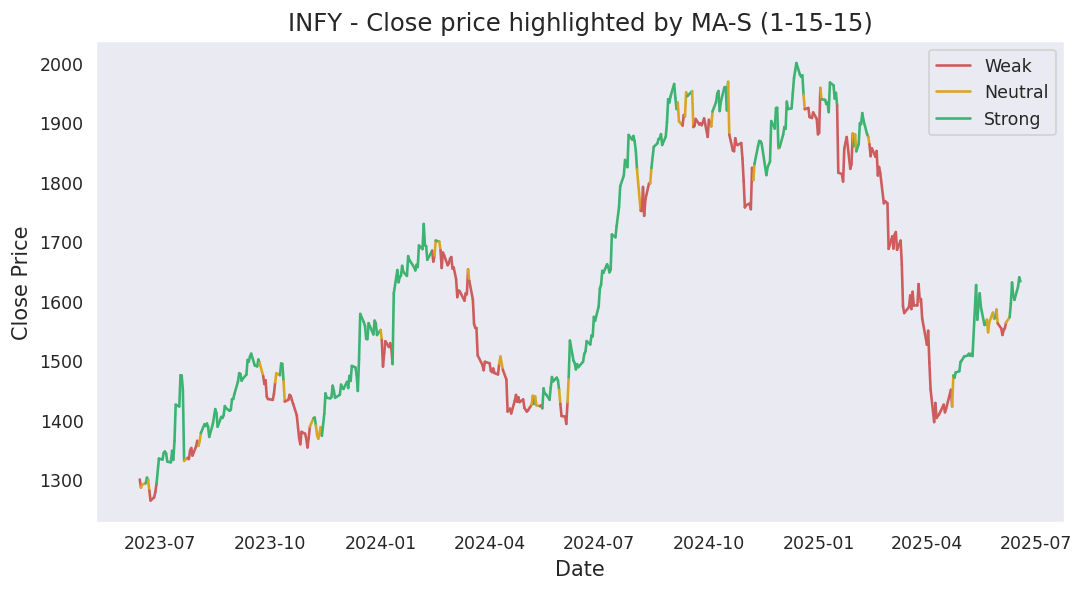 INFY - Close price highlighted by MA-S (1-15-15)
Weak
Neutral
Strong
Close Price
2000
1900
1800
1700
1600
1500
1400
1300
2023-07 2023-10 2024-01 2024-04 2024-07 2024-10 2025-01 2025-04 2025-07
Date